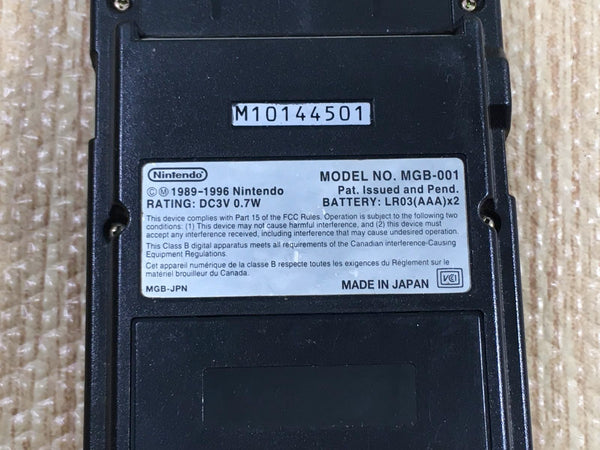 M10144501
Nintendo
MODEL NO. MGB-001
©Ⓜ 1989-1996 Nintendo
Pat. Issued and Pend.
RATING: DC3V 0.7W
BATTERY: LR03(AAA)x2
This device complies with Part 15 of the FCC Rules. Operation is subject to the following two
conditions: (1) This device may not cause harmful interference, and (2) this device must
accept any interference received, including interference that may cause undesired operation.
This Class B digital apparatus meets all requirements of the Canadian Interference-Causing
Equipment Regulations.
Cet appareil numérique de la classe B respecte toutes les exigences du Règlement sur le
matériel brouilleur du Canada.
MGB-JPN
MADE IN JAPAN
VCI